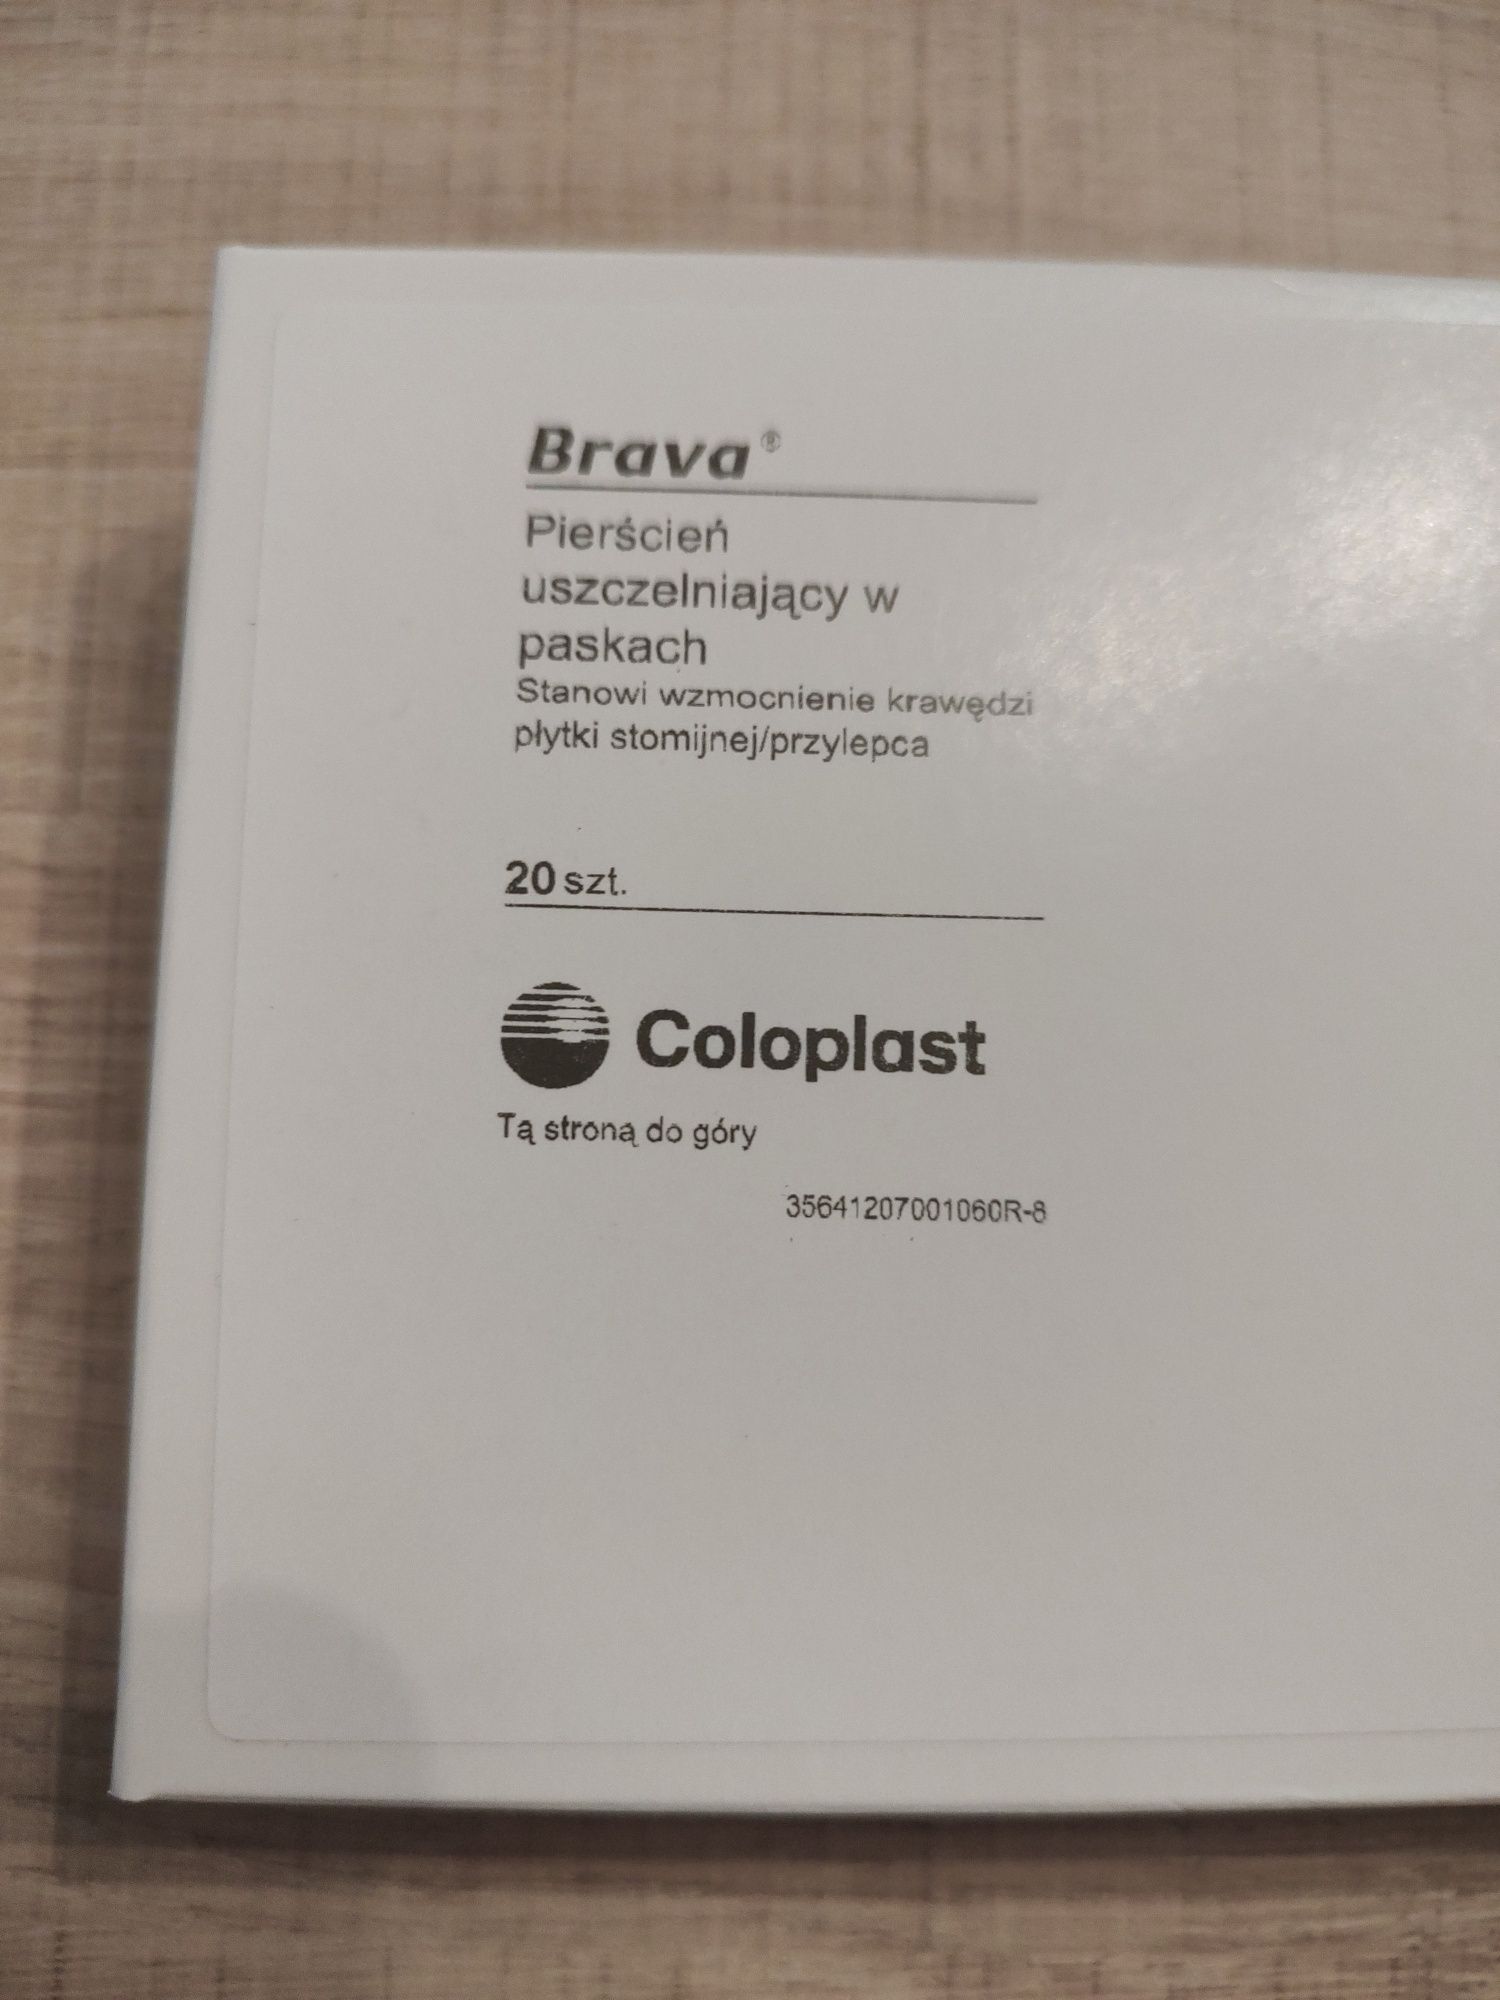 Brava®
Pierścień
uszczelniający w
paskach
Stanowi wzmocnienie krawędzi
płytki stomijnej/przylepca
20 szt.
Coloplast
Tą stroną do góry
35641207001060R-8